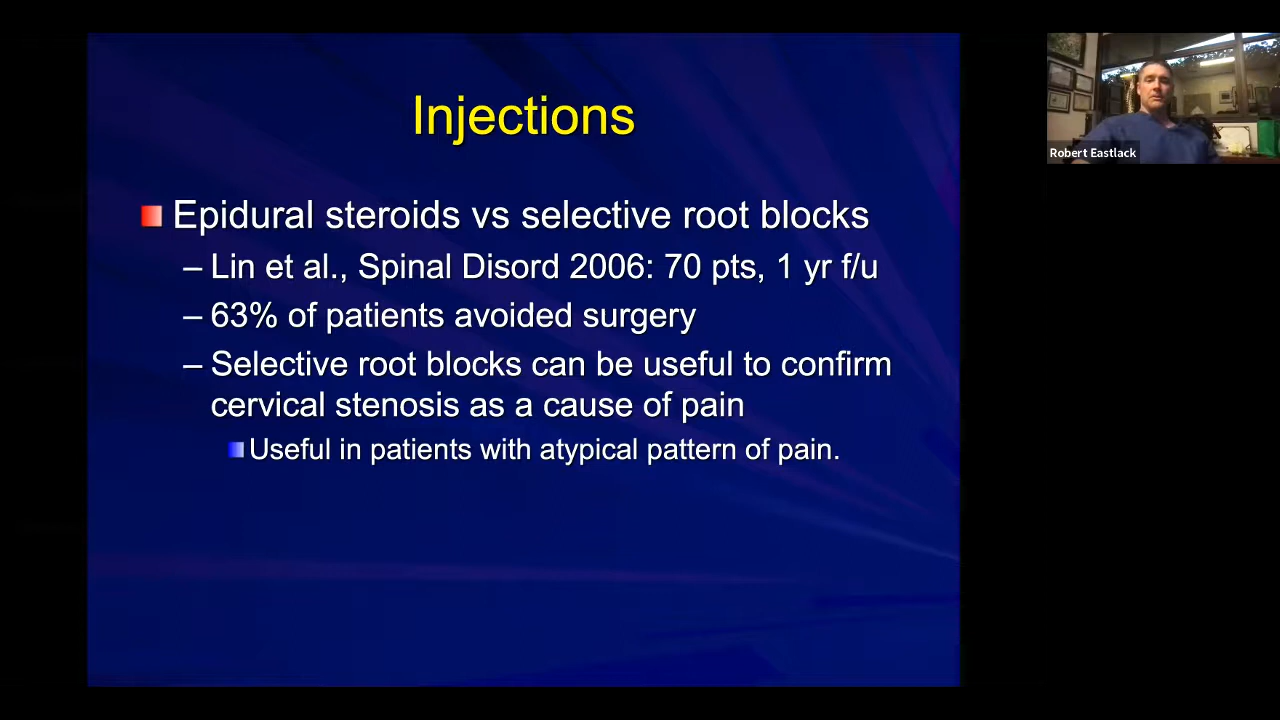 Injections
Epidural steroids vs selective root blocks
– Lin et al., Spinal Disord 2006: 70 pts, 1 yr f/u
– 63% of patients avoided surgery
– Selective root blocks can be useful to confirm
cervical stenosis as a cause of pain
Useful in patients with atypical pattern of pain.
Robert Eastlack